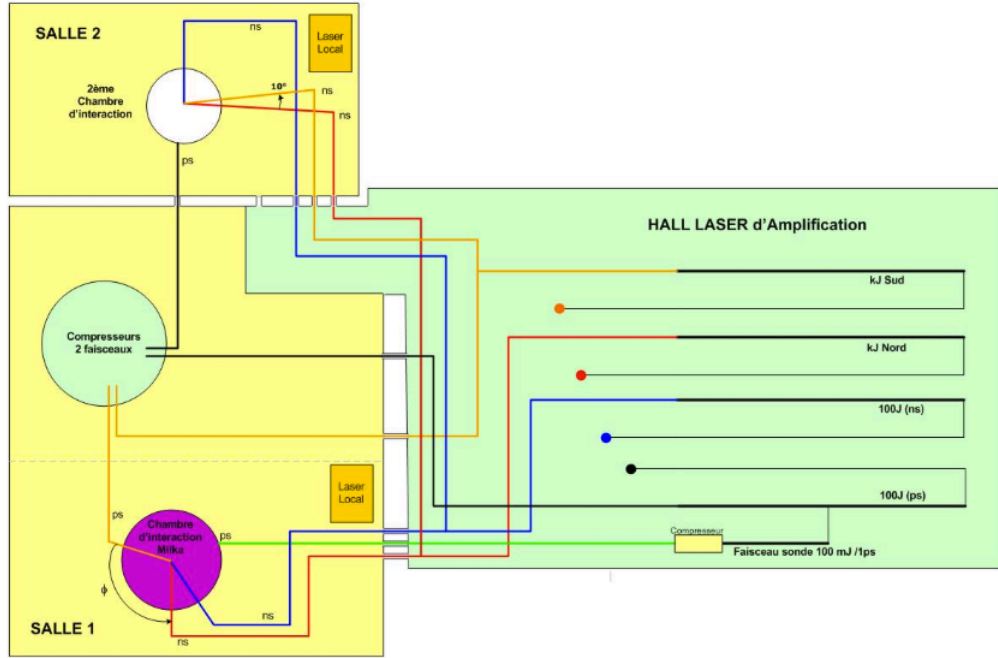 SALLE 2
ns
Laser
Local
2ème
Chambre
d'interaction
10°
ns
ns
ps
HALL LASER d'Amplification
kJ Sud
Compresseurs
2 faisceaux
kJ Nord
100J (ns)
100J (ps)
Laser
Local
ps
Chambre
d'interaction
Milka
ps
Compresseur
Faisceau sonde 100 mJ /1ps
ϕ
ns
SALLE 1
ns